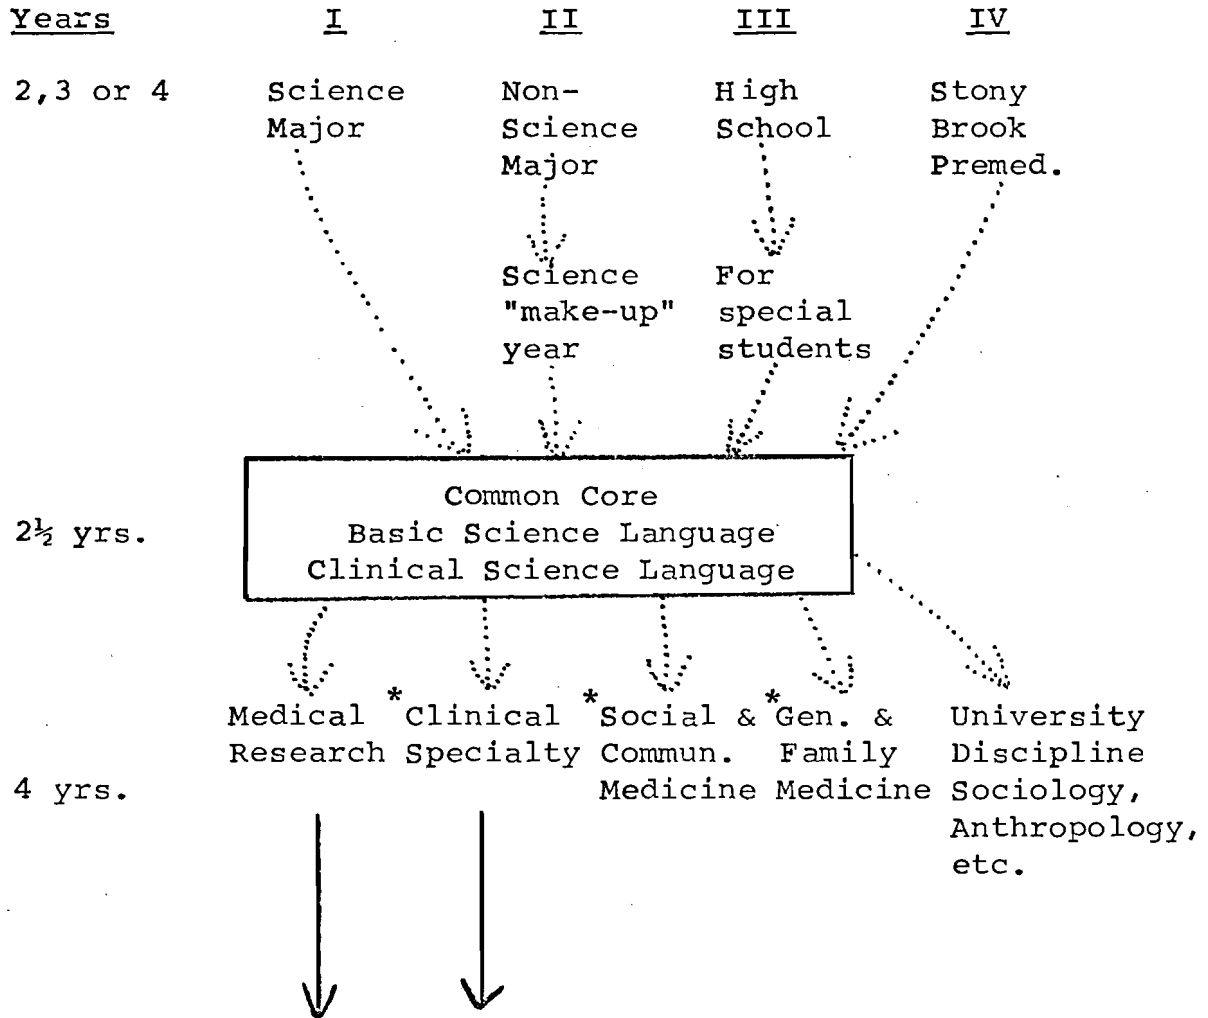 Years I II III IV
2,3 or 4 Science Non- High Stony
Major Science School Brook
Major Premed.
Science For
"make-up" special
year students
Common Core
2½ yrs. Basic Science Language
Clinical Science Language
Medical *Clinical *Social & *Gen. & University
Research Specialty Commun. Family Discipline
4 yrs. Medicine Medicine Sociology,
Anthropology,
etc.